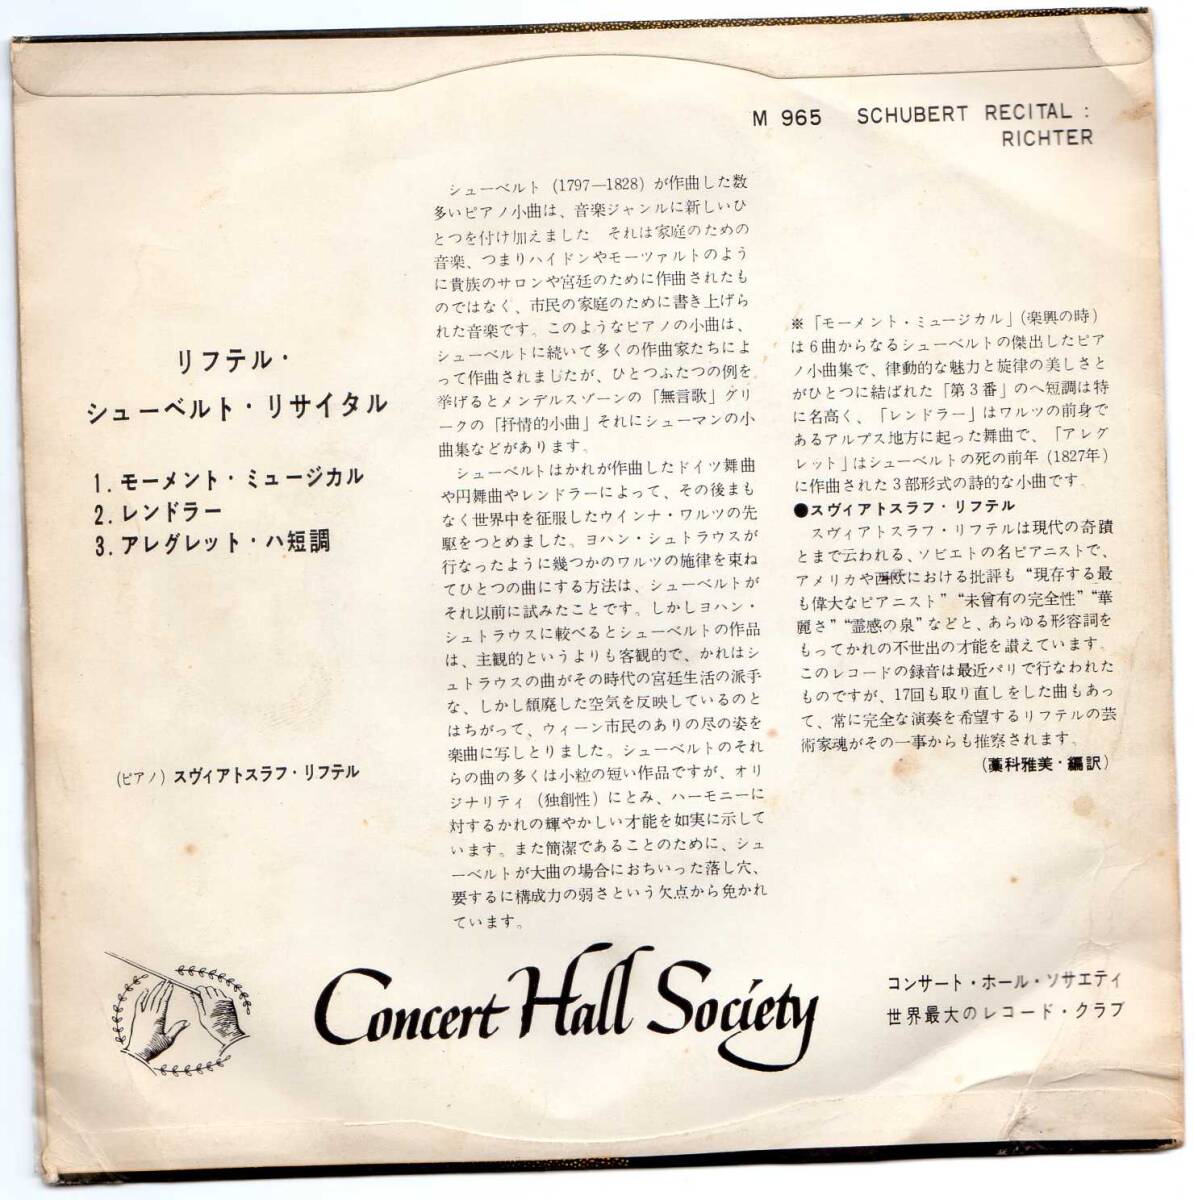 M 965 SCHUBERT RECITAL :
RICHTER
リフテル・
シューベルト・リサイタル
1. モーメント・ミュージカル
2. レンドラー
3. アレグレット・ハ短調
(ピアノ) スヴィアトスラフ・リフテル
シューベルト (1797—1828) が作曲した数
多いピアノ小曲は、音楽ジャンルに新しいひ
とつを付け加えました それは家庭のための
音楽、つまりハイドンやモーツァルトのよう
に貴族のサロンや宮廷のために作曲されたも
のではなく、市民の家庭のために書き上げら
れた音楽です。このようなピアノの小曲は、
シューベルトに続いて多くの作曲家たちによ
って作曲されましたが、ひとつふたつの例を
挙げるとメンデルスゾーンの「無言歌」グリ
ークの「抒情的小曲」それにシューマンの小
曲集などがあります。
シューベルトはかれが作曲したドイツ舞曲
や円舞曲やレンドラーによって、その後まも
なく世界中を征服したウインナ・ワルツの先
駆をつとめました。ヨハン・シュトラウスが
行なったように幾つかのワルツの施律を束ね
てひとつの曲にする方法は、シューベルトが
それ以前に試みたことです。しかしヨハン・
シュトラウスに較べるとシューベルトの作品
は、主観的というよりも客観的で、かれはシ
ュトラウスの曲がその時代の宮廷生活の派手
な、しかし頽廃した空気を反映しているのと
はちがって、ウィーン市民のありの尽の姿を
楽曲に写しとりました。シューベルトのそれ
らの曲の多くは小粒の短い作品ですが、オリ
ジナリティ (独創性) にとみ、ハーモニーに
対するかれの輝やかしい才能を如実に示して
います。また簡潔であることのために、シュ
ーベルトが大曲の場合におちいった落し穴、
要するに構成力の弱さという欠点から免かれ
ています。
※「モーメント・ミュージカル」(楽興の時)
は6曲からなるシューベルトの傑出したピア
ノ小曲集で、律動的な魅力と旋律の美しさと
がひとつに結ばれた「第3番」のヘ短調は特
に名高く、「レンドラー」はワルツの前身で
あるアルプス地方に起った舞曲で、「アレグ
レット」はシューベルトの死の前年 (1827年)
に作曲された3部形式の詩的な小曲です。
●スヴィアトスラフ・リフテル
スヴィアトスラフ・リフテルは現代の奇蹟
とまで云われる、ソビエトの名ピアニストで、
アメリカや西欧における批評も“現存する最
も偉大なピアニスト”“未曾有の完全性”“華
麗さ”“霊感の泉”などと、あらゆる形容詞を
もってかれの不世出の才能を讃えています。
このレコードの録音は最近パリで行なわれた
ものですが、17回も取り直しをした曲もあっ
て、常に完全な演奏を希望するリフテルの芸
術家魂がその一事からも推察されます。
(藁科雅美・編訳)
Concert Hall Society
コンサート・ホール・ソサエティ
世界最大のレコード・クラブ